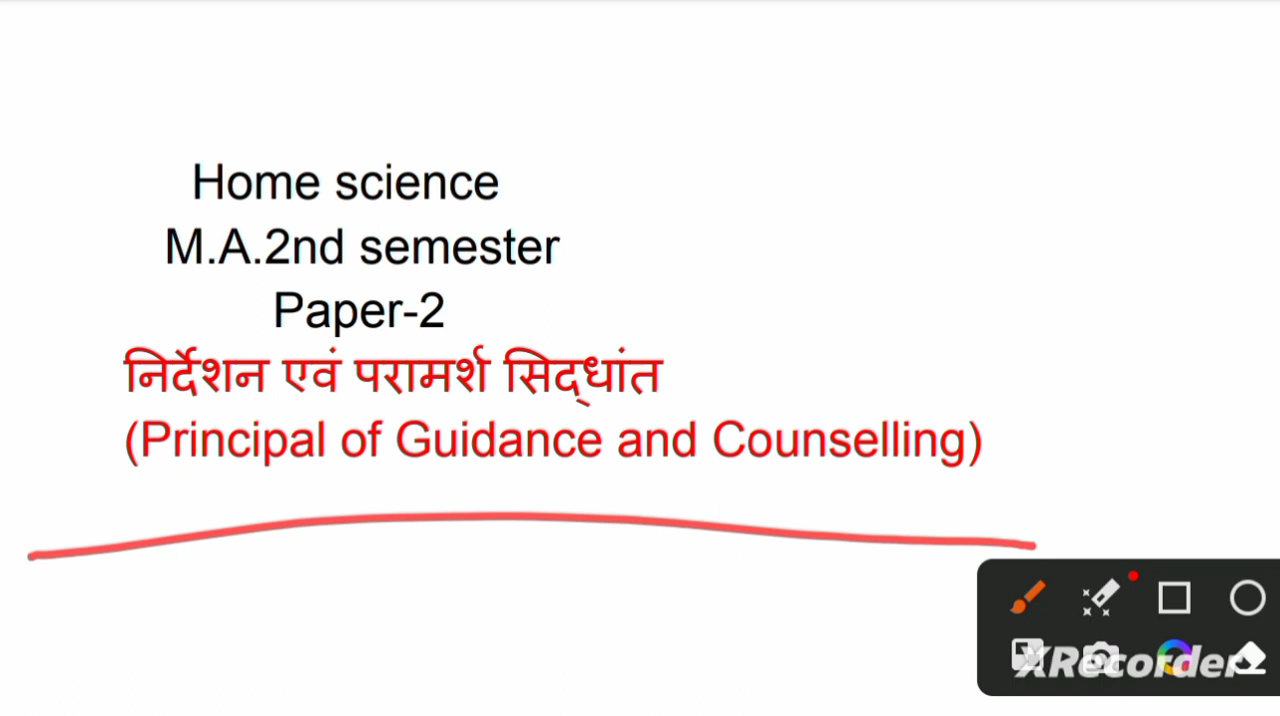 Home science
M.A.2nd semester
Paper-2
निर्देशन एवं परामर्श सिद्धांत
(Principal of Guidance and Counselling)
XRecorder